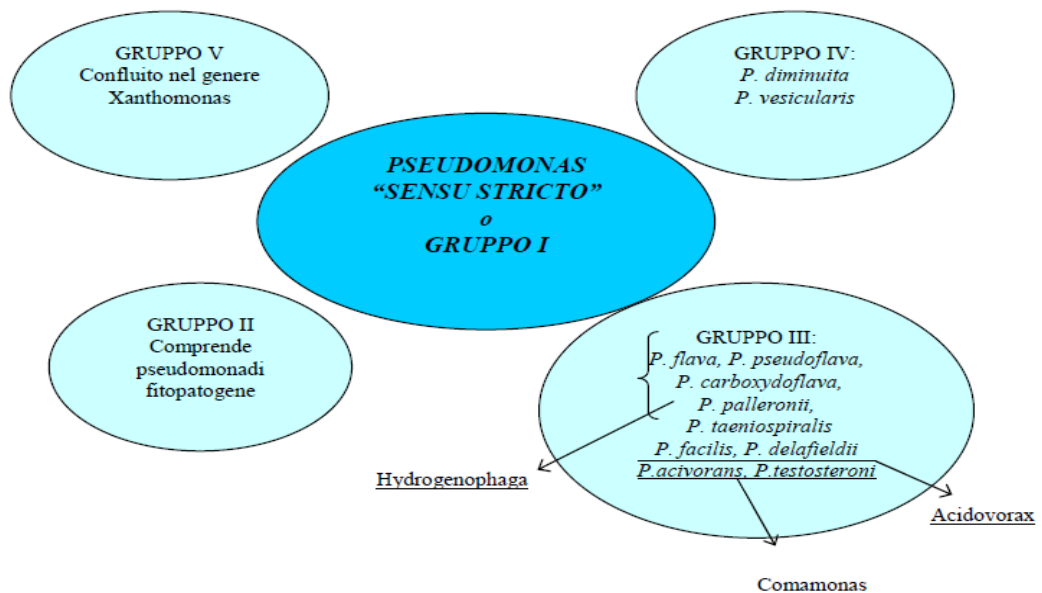 GRUPPO V
Confluito nel genere
Xanthomonas
GRUPPO IV:
P. diminuita
P. vesicularis
PSEUDOMONAS
“SENSU STRICTO”
o
GRUPPO I
GRUPPO II
Comprende
pseudomonadi
fitopatogene
GRUPPO III:
P. flava, P. pseudoflava,
P. carboxydoflava,
P. palleronii,
P. taeniospiralis
P. facilis, P. delafieldii
P.acivorans, P.testosteroni
Hydrogenophaga
Acidovorax
Comamonas